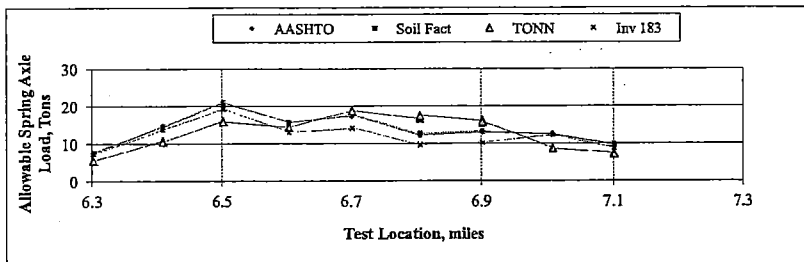 AASHTO Soil Fact TONN Inv 183
Allowable Spring Axle
Load, Tons
30
20
10
0
6.3 6.5 6.7 6.9 7.1 7.3
Test Location, miles